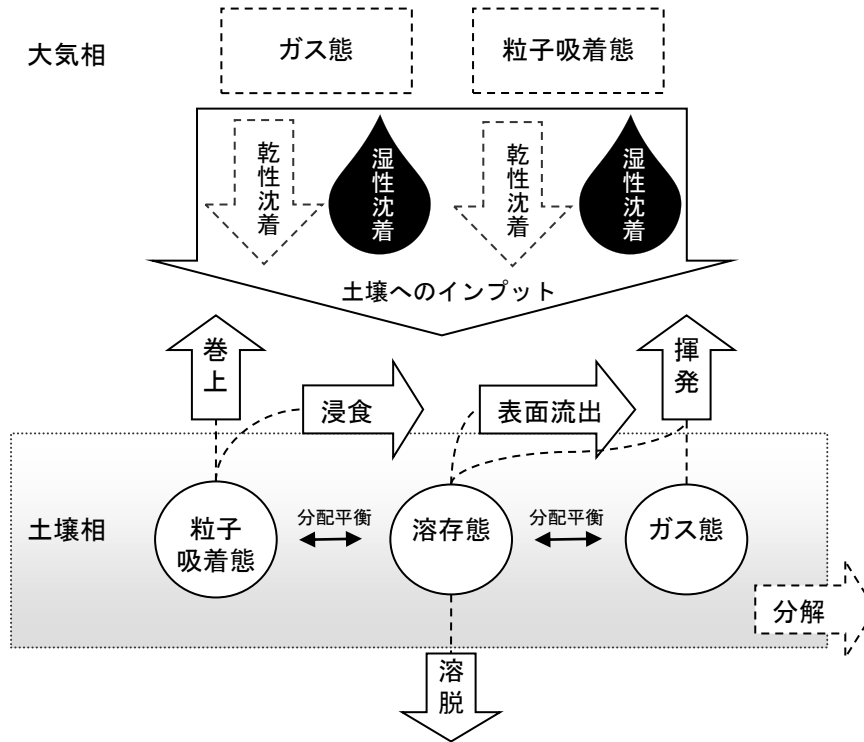 大気相
ガス態
粒子吸着態
乾性沈着
湿性沈着
乾性沈着
湿性沈着
土壌へのインプット
巻上
揮発
浸食
表面流出
土壌相
粒子
吸着態
分配平衡
溶存態
分配平衡
ガス態
分解
溶脱